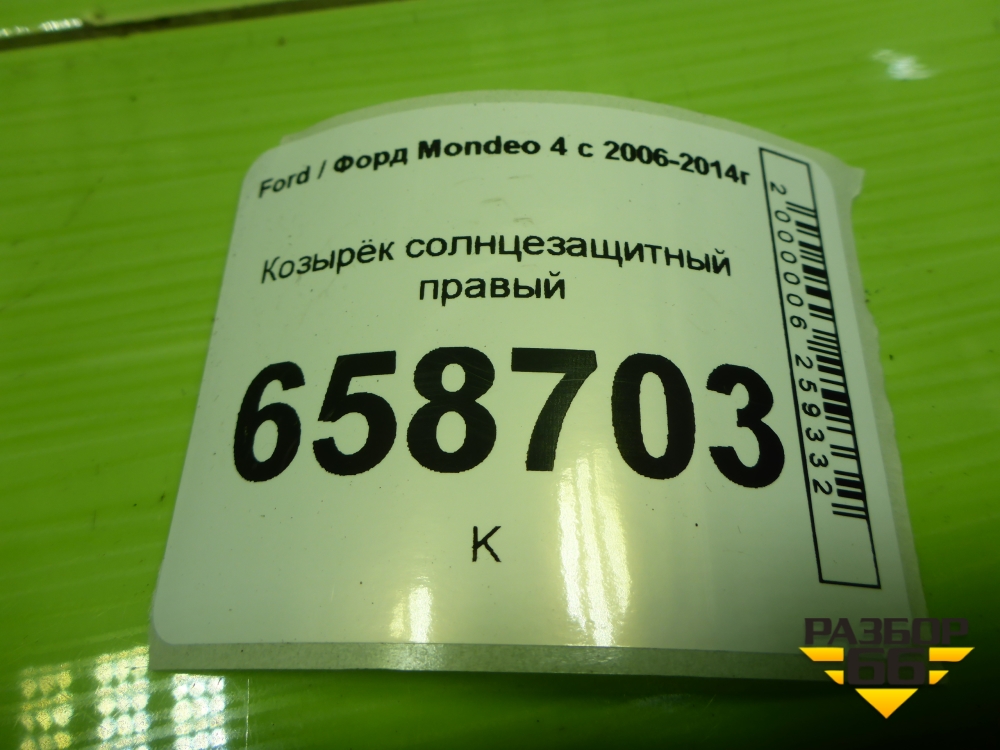 Ford / Форд Mondeo 4 с 2006-2014г
Козырёк солнцезащитный
правый
658703
К
2000006259332
РАЗБОР
66